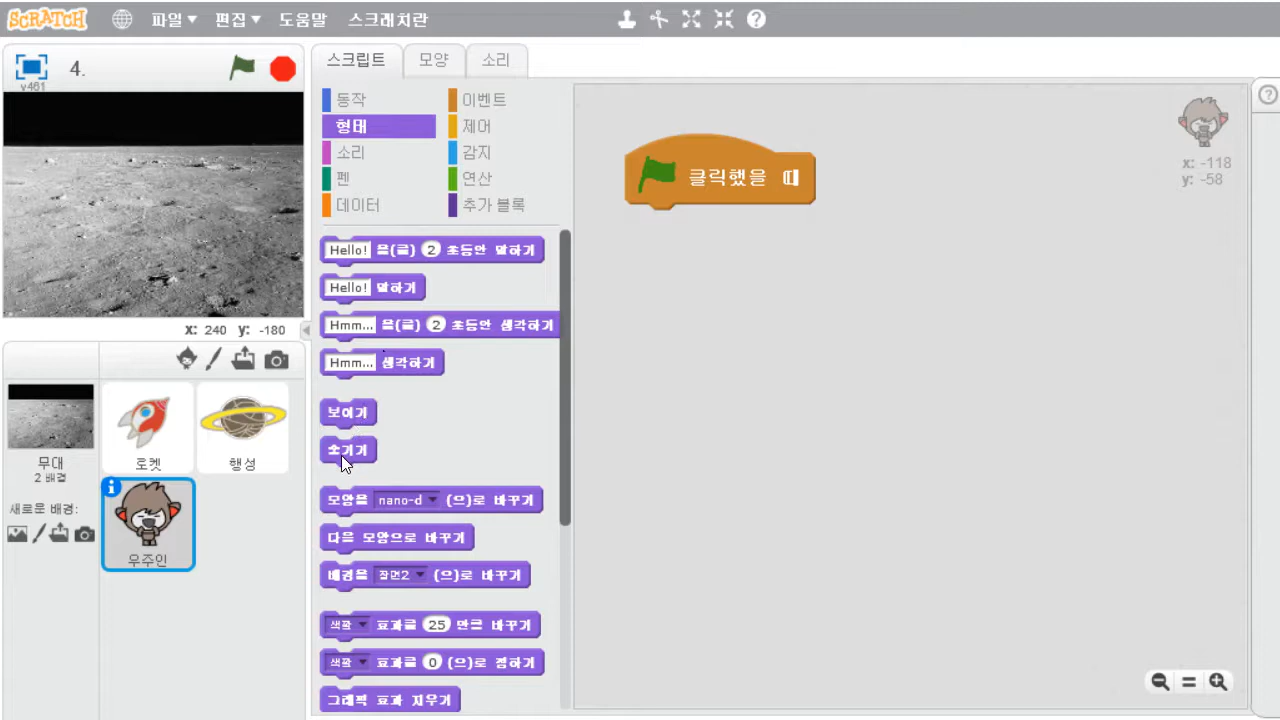 SCRATCH 파일▼ 편집▼ 도움말 스크래치란
4.
v461
스크립트 모양 소리
동작 이벤트
형태 제어
소리 감지
펜 연산
데이터 추가 블록
Hello! 을(를) 2 초동안 말하기
Hello! 말하기
Hmm... 을(를) 2 초동안 생각하기
Hmm... 생각하기
보이기
숨기기
모양을 nano-d (으)로 바꾸기
다음 모양으로 바꾸기
배경을 장면2 (으)로 바꾸기
색깔 효과를 25 만큼 바꾸기
색깔 효과를 0 (으)로 정하기
그래픽 효과 지우기
x: 240 y: -180
로켓
행성
무대
2 배경
새로운 배경:
우주인
클릭했을 때
x: -118
y: -58